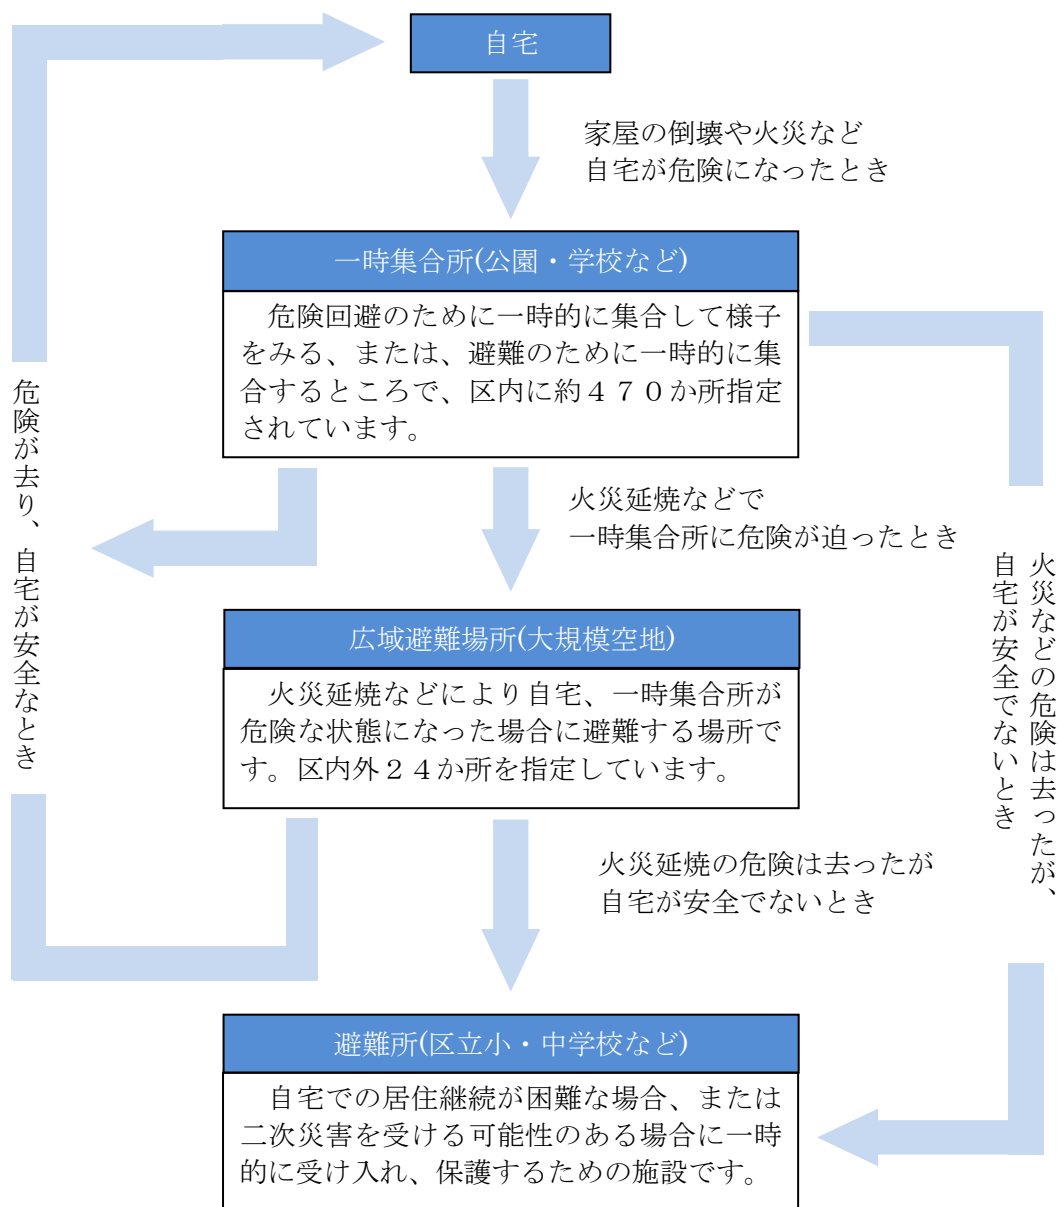 自宅
家屋の倒壊や火災など
自宅が危険になったとき
一時集合所(公園・学校など)
危険回避のために一時的に集合して様子
をみる、または、避難のために一時的に集
合するところで、区内に約４７０か所指定
されています。
危険が去り、自宅が安全なとき
火災延焼などで
一時集合所に危険が迫ったとき
火災などの危険は去ったが、
自宅が安全でないとき
広域避難場所(大規模空地)
火災延焼などにより自宅、一時集合所が
危険な状態になった場合に避難する場所で
す。区内外２４か所を指定しています。
火災延焼の危険は去ったが
自宅が安全でないとき
避難所(区立小・中学校など)
自宅での居住継続が困難な場合、または
二次災害を受ける可能性のある場合に一時
的に受け入れ、保護するための施設です。